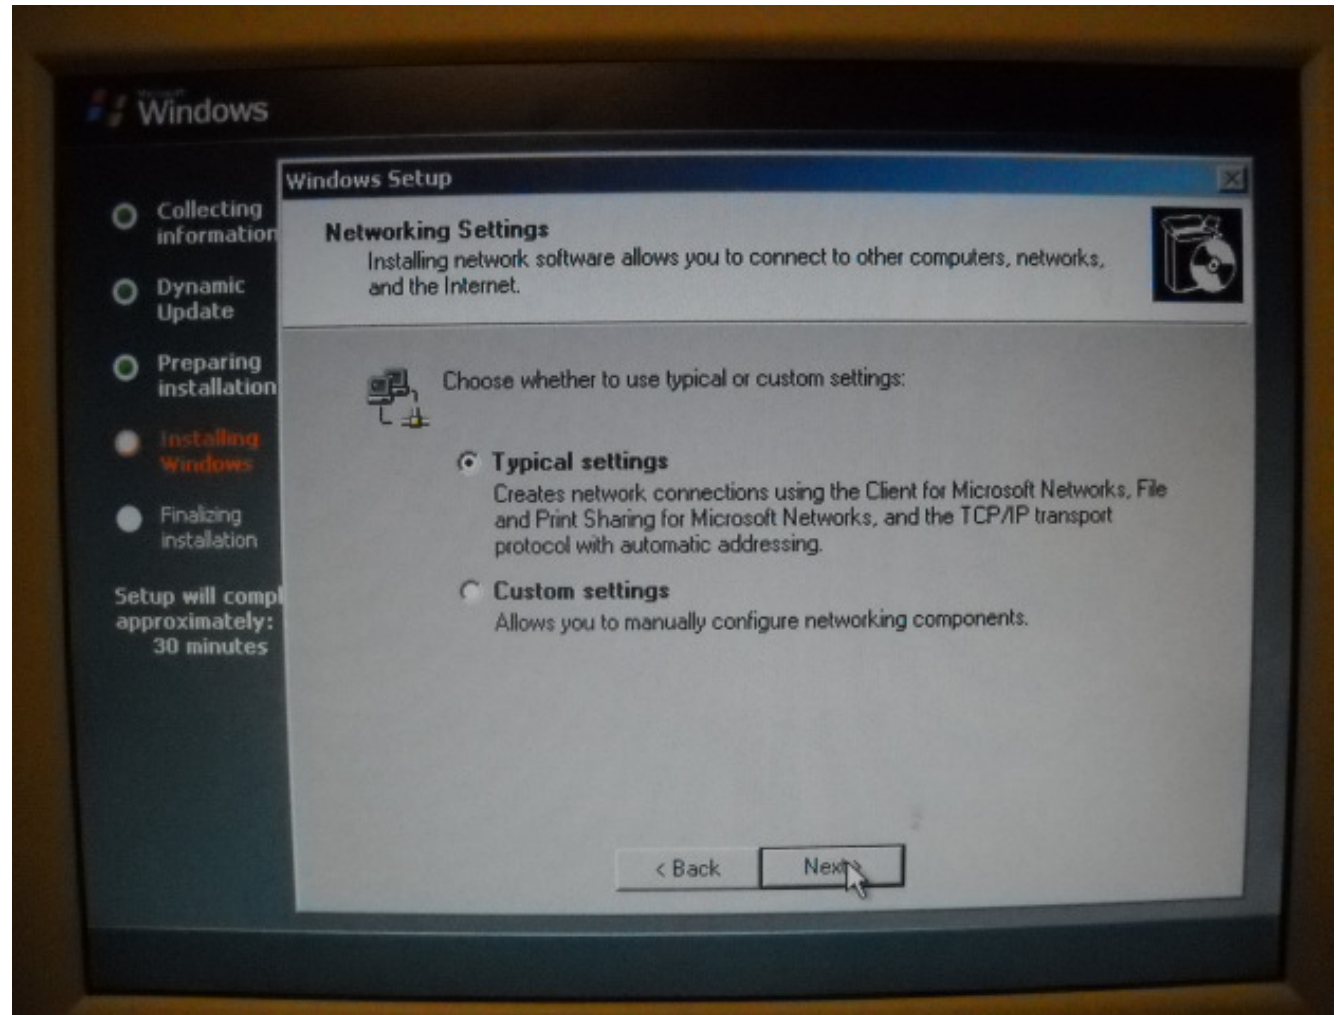 Microsoft
Windows
Windows Setup
Collecting
information
Dynamic
Update
Preparing
installation
Installing
Windows
Finalizing
installation
Setup will compl
approximately:
30 minutes
Networking Settings
Installing network software allows you to connect to other computers, networks,
and the Internet.
Choose whether to use typical or custom settings:
Typical settings
Creates network connections using the Client for Microsoft Networks, File
and Print Sharing for Microsoft Networks, and the TCP/IP transport
protocol with automatic addressing.
Custom settings
Allows you to manually configure networking components.
< Back
Next >